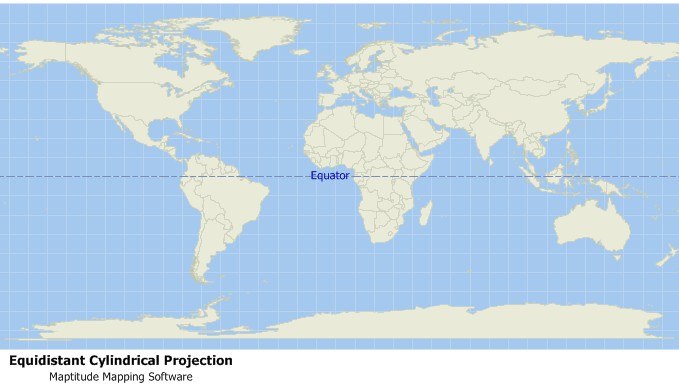 Equator
Equidistant Cylindrical Projection
Maptitude Mapping Software